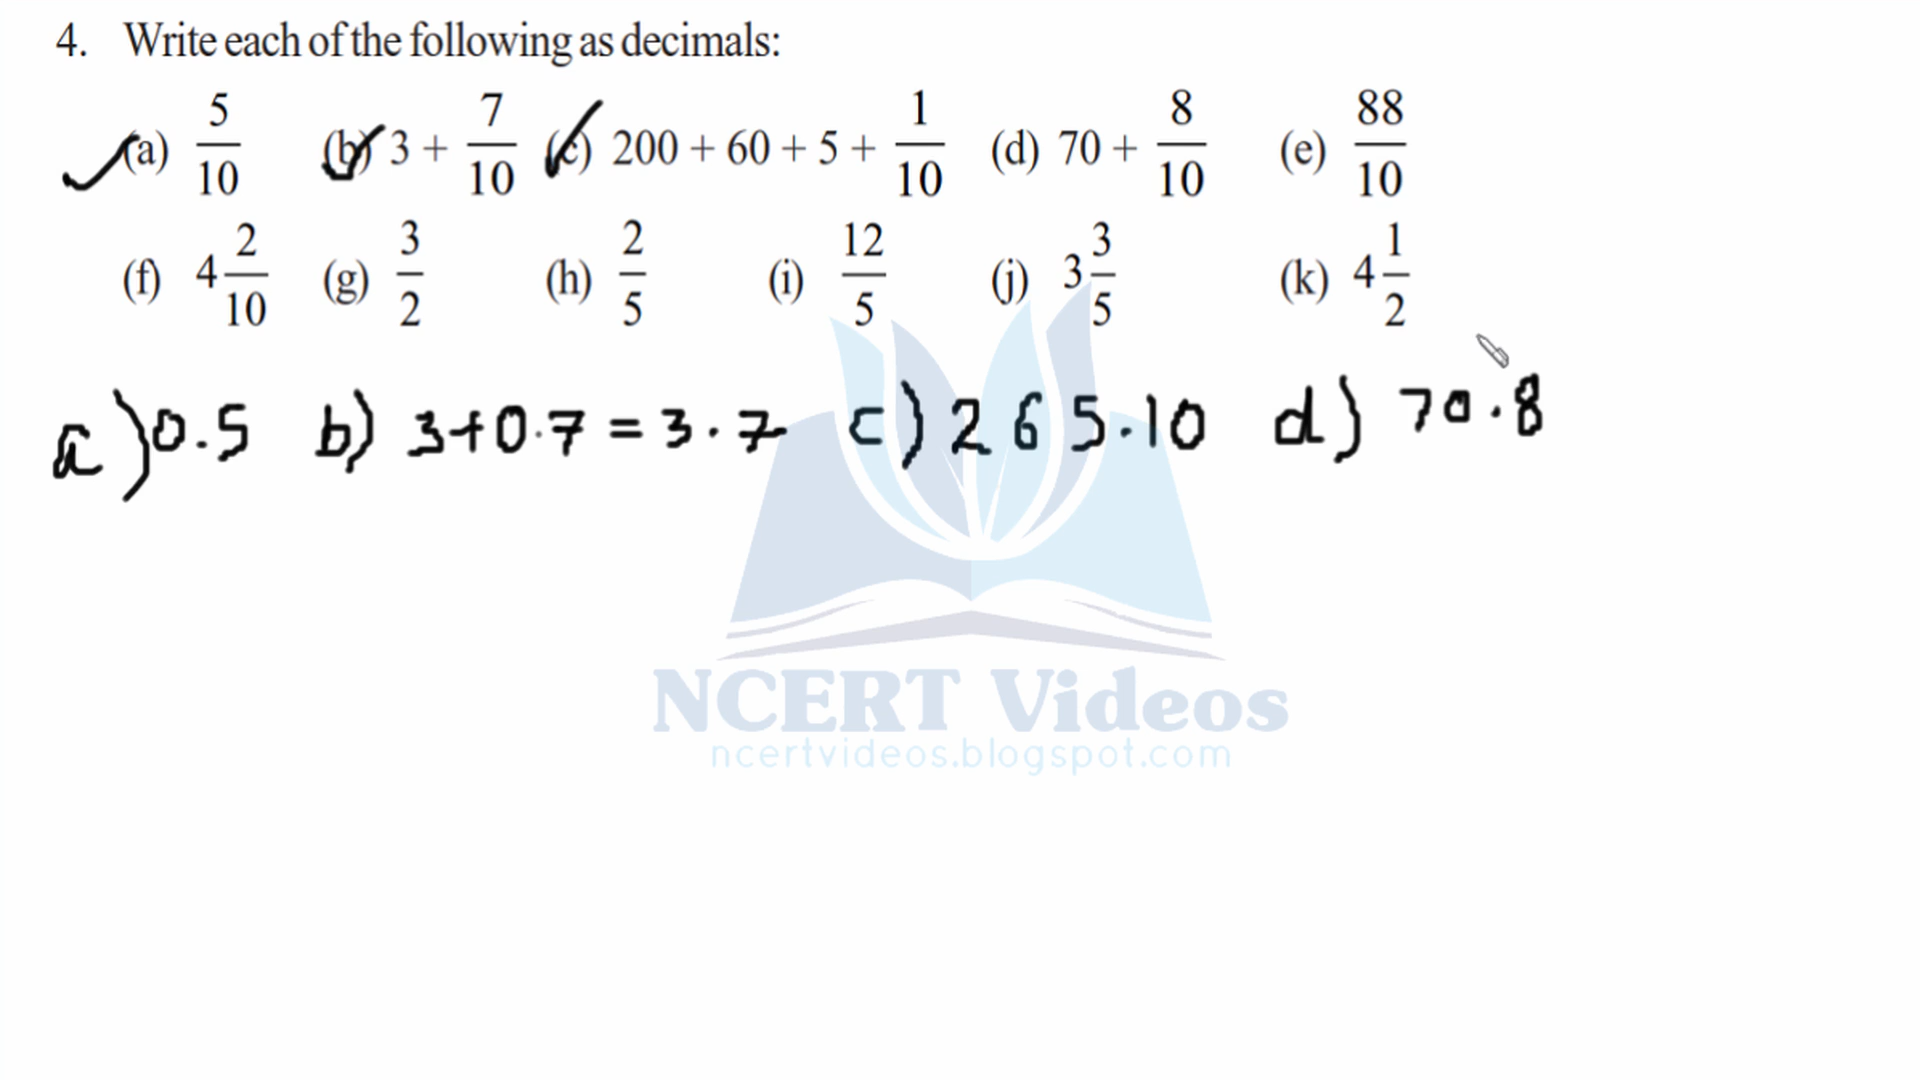 4. Write each of the following as decimals:
(a) 5/10 (b) 3 + 7/10 (c) 200 + 60 + 5 + 1/10 (d) 70 + 8/10 (e) 88/10
(f) 4 2/10 (g) 3/2 (h) 2/5 (i) 12/5 (j) 3 3/5 (k) 4 1/2
a) 0.5 b) 3+0.7 = 3.7 c) 265.10 d) 70.8
NCERT Videos
ncertvideos.blogspot.com